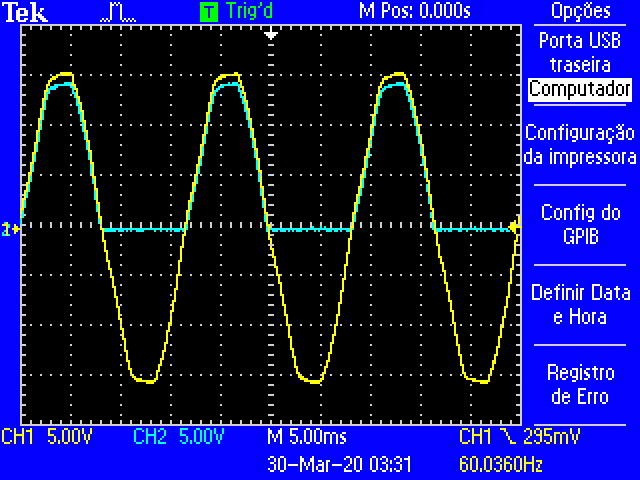 Tek T Trig'd M Pos: 0.000s Opções
Porta USB
traseira
Computador
Configuração
da impressora
Config do
GPIB
Definir Data
e Hora
Registro
de Erro
CH1 5.00V CH2 5.00V M 5.00ms CH1 295mV
30-Mar-20 03:31 60.0360Hz